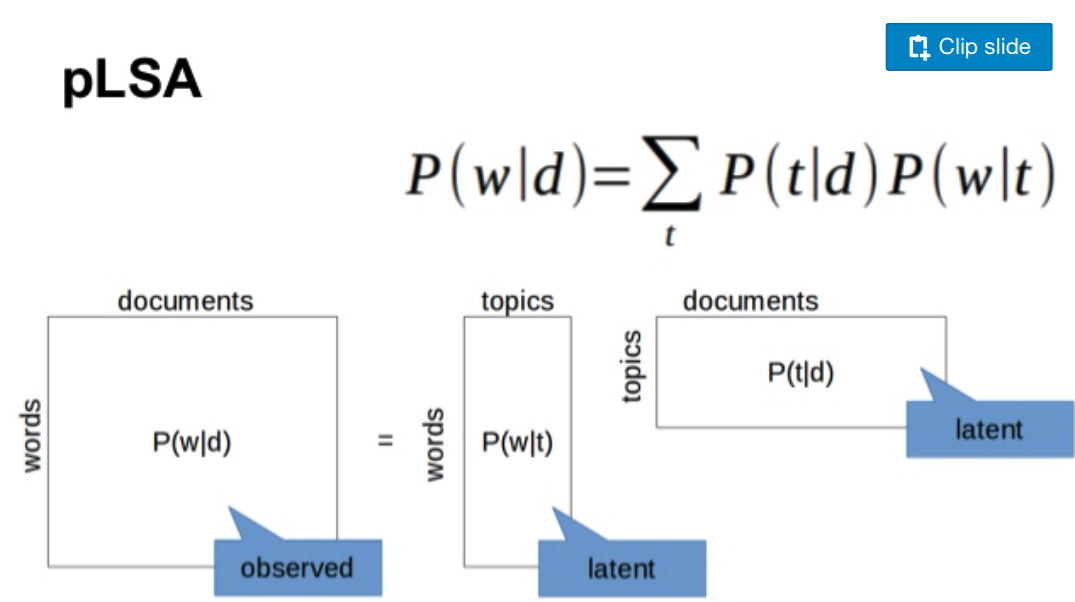 Clip slide
pLSA
P(w|d)=∑ P(t|d)P(w|t)
t
documents
words
P(w|d)
observed
=
topics
words
P(w|t)
latent
documents
topics
P(t|d)
latent